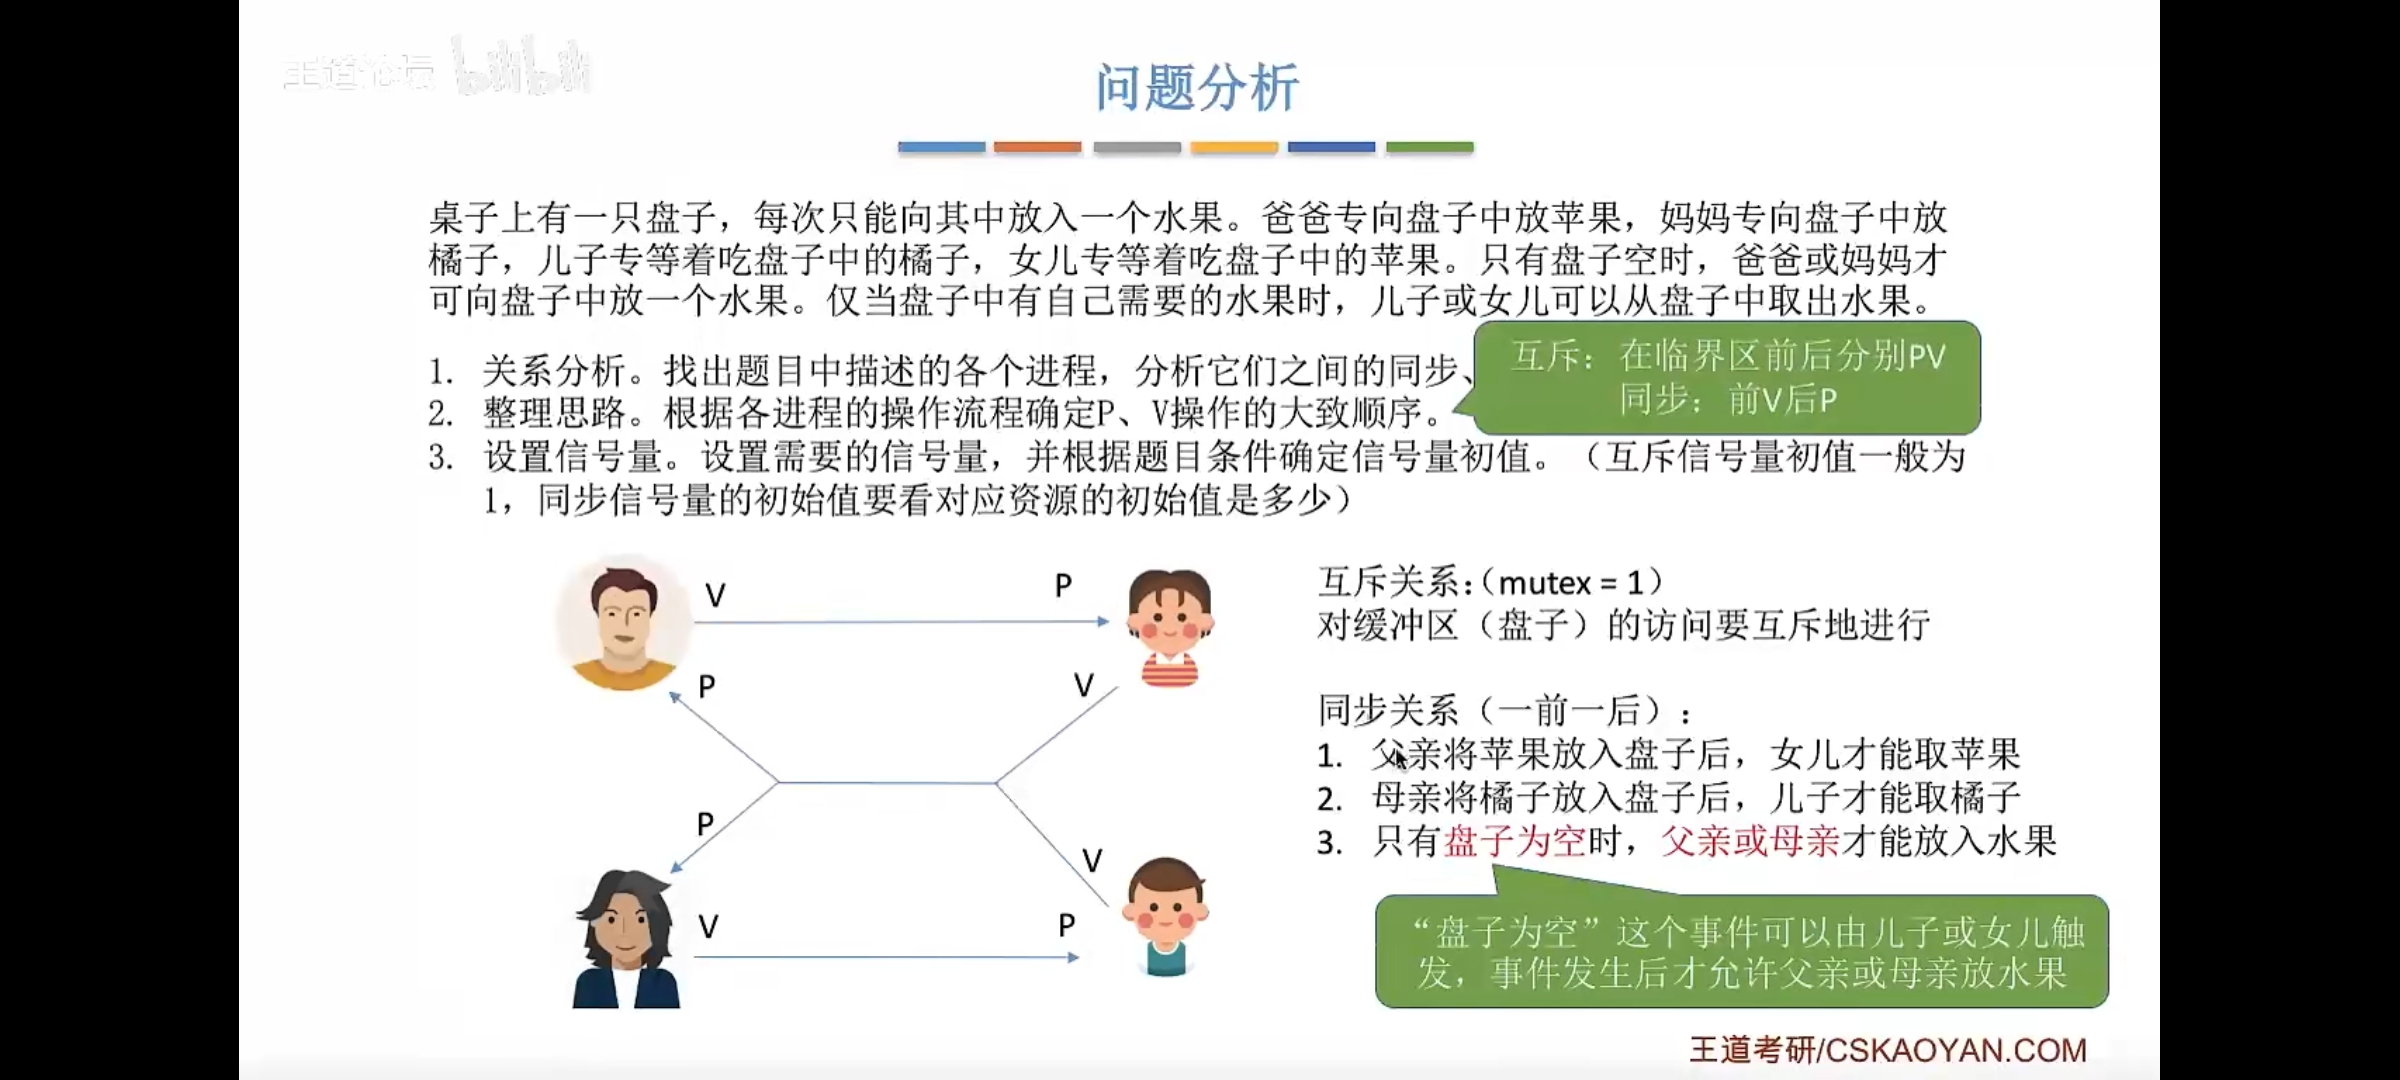 王道论坛 bilibili
问题分析
桌子上有一只盘子，每次只能向其中放入一个水果。爸爸专向盘子中放苹果，妈妈专向盘子中放
橘子，儿子专等着吃盘子中的橘子，女儿专等着吃盘子中的苹果。只有盘子空时，爸爸或妈妈才
可向盘子中放一个水果。仅当盘子中有自己需要的水果时，儿子或女儿可以从盘子中取出水果。
1. 关系分析。找出题目中描述的各个进程，分析它们之间的同步、
2. 整理思路。根据各进程的操作流程确定P、V操作的大致顺序。
互斥：在临界区前后分别PV
同步：前V后P
3. 设置信号量。设置需要的信号量，并根据题目条件确定信号量初值。（互斥信号量初值一般为
1，同步信号量的初始值要看对应资源的初始值是多少）
V P
P V
P V
V P
互斥关系：（mutex = 1）
对缓冲区（盘子）的访问要互斥地进行
同步关系（一前一后）：
1. 父亲将苹果放入盘子后，女儿才能取苹果
2. 母亲将橘子放入盘子后，儿子才能取橘子
3. 只有盘子为空时，父亲或母亲才能放入水果
“盘子为空”这个事件可以由儿子或女儿触
发，事件发生后才允许父亲或母亲放水果
王道考研/CSKAOYAN.COM